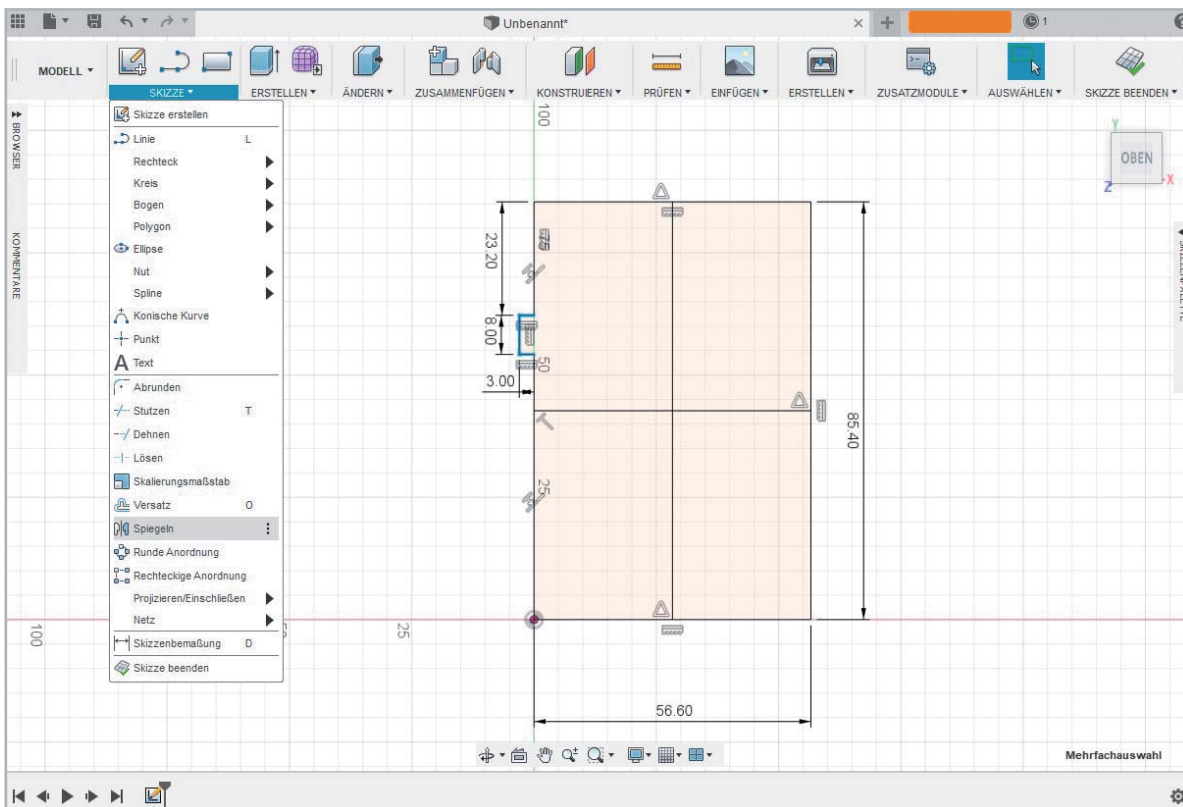 Unbenannt*
1
MODELL
SKIZZE
ERSTELLEN
ÄNDERN
ZUSAMMENFÜGEN
KONSTRUIEREN
PRÜFEN
EINFÜGEN
ERSTELLEN
ZUSATZMODULE
AUSWÄHLEN
SKIZZE BEENDEN
BROWSER
KOMMENTARE
Skizze erstellen
Linie L
Rechteck
Kreis
Bogen
Polygon
Ellipse
Nut
Spline
Konische Kurve
Punkt
Text
Abrunden
Stutzen T
Dehnen
Lösen
Skalierungsmaßstab
Versatz O
Spiegeln
Runde Anordnung
Rechteckige Anordnung
Projizieren/Einschließen
Netz
Skizzenbemaßung D
Skizze beenden
100
75
50
25
23.20
8.00
3.00
85.40
56.60
100
25
Y
OBEN
X
Z
Mehrfachauswahl